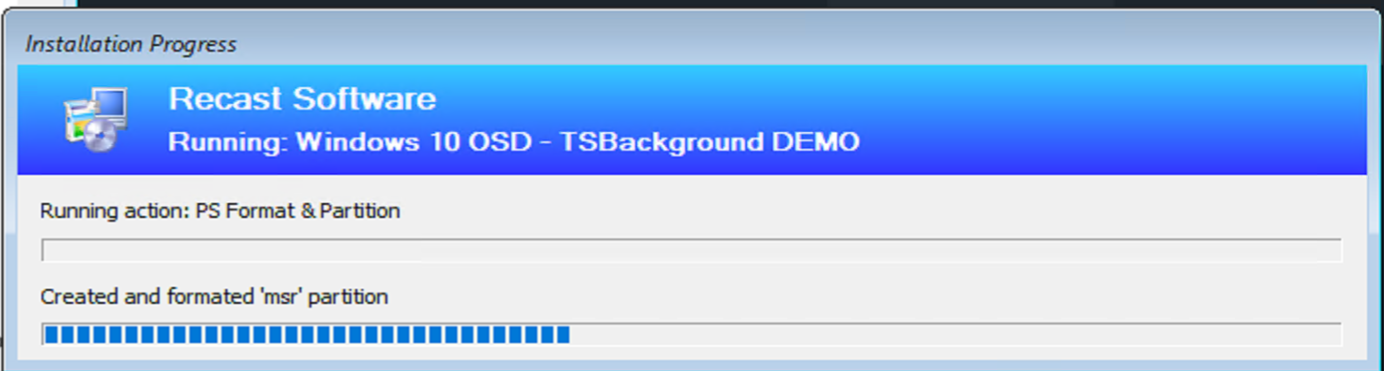 Installation Progress
Recast Software
Running: Windows 10 OSD - TSBackground DEMO
Running action: PS Format & Partition
Created and formated 'msr' partition